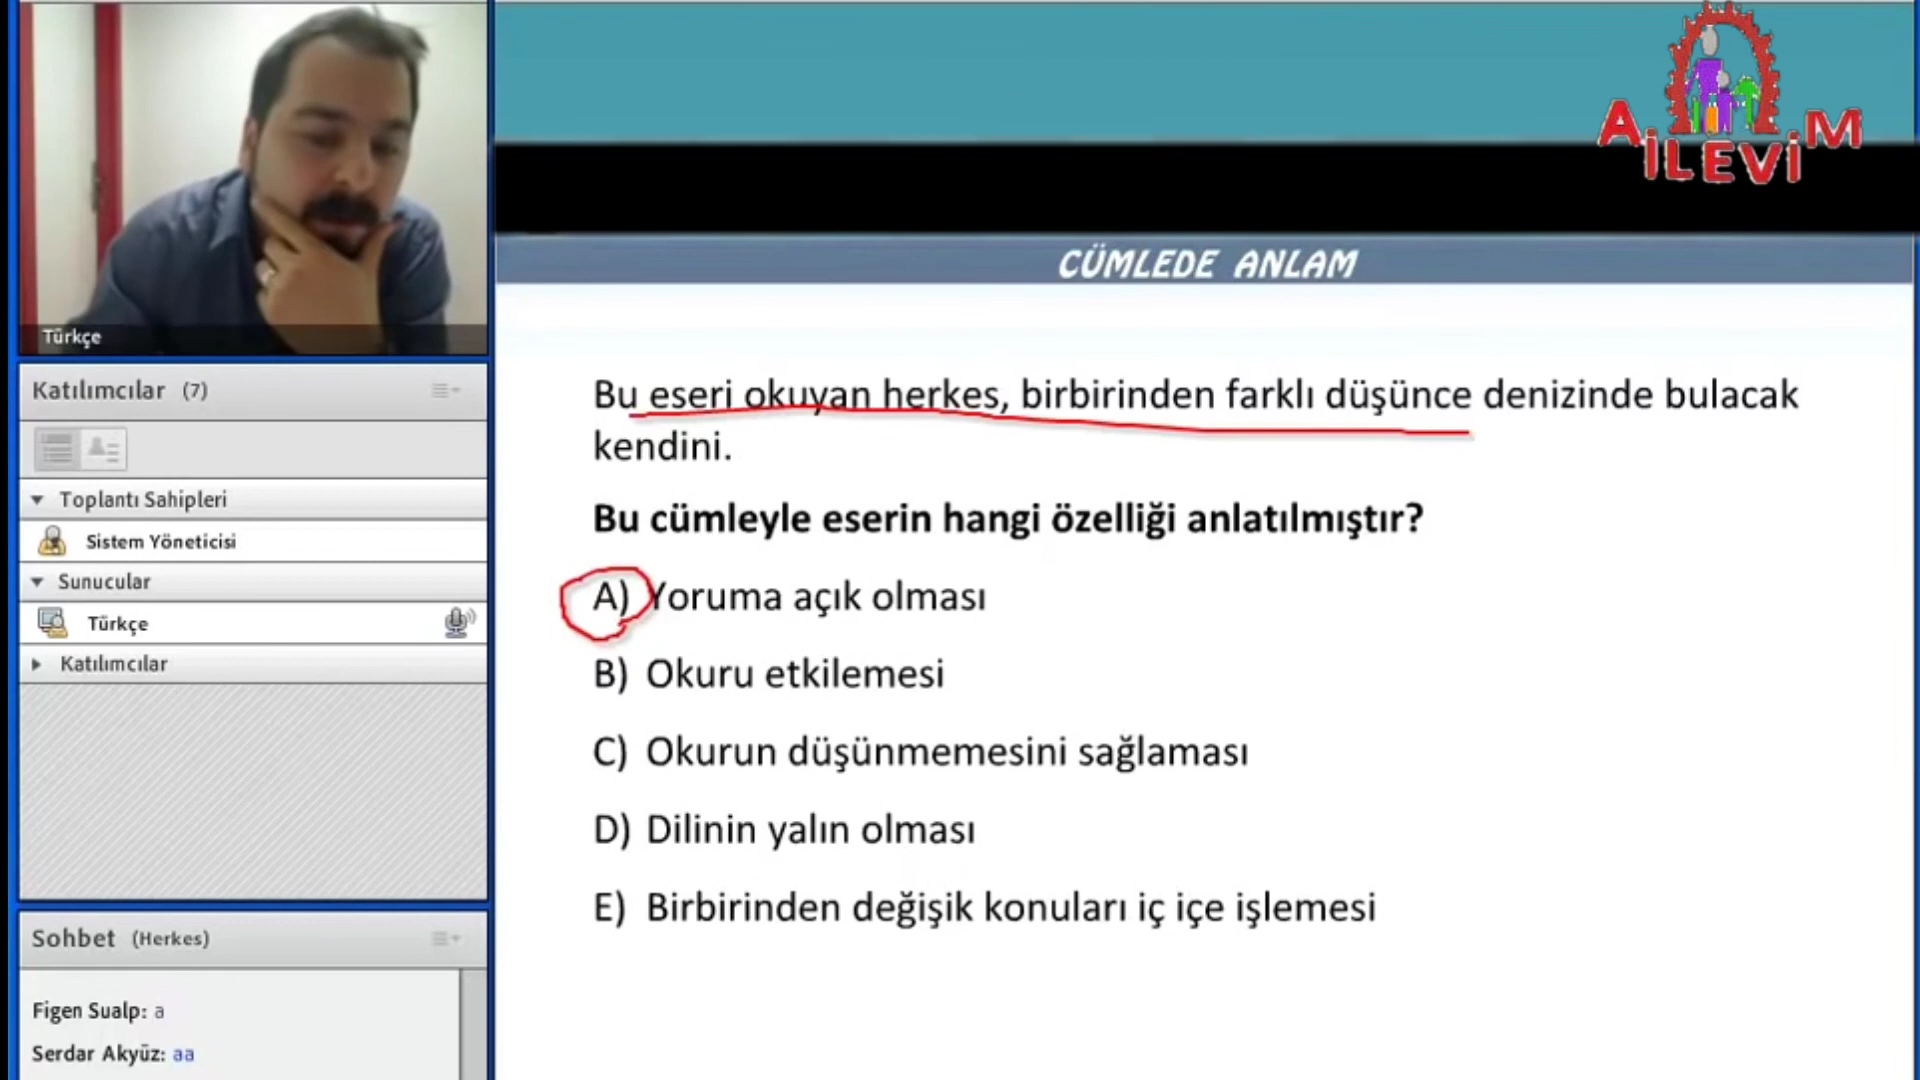 AİLEVİM
Türkçe
Katılımcılar (7)
Toplantı Sahipleri
Sistem Yöneticisi
Sunucular
Türkçe
Katılımcılar
Sohbet (Herkes)
Figen Sualp: a
Serdar Akyüz: aa
CÜMLEDE ANLAM
Bu eseri okuyan herkes, birbirinden farklı düşünce denizinde bulacak
kendini.
Bu cümleyle eserin hangi özelliği anlatılmıştır?
A) Yoruma açık olması
B) Okuru etkilemesi
C) Okurun düşünmemesini sağlaması
D) Dilinin yalın olması
E) Birbirinden değişik konuları iç içe işlemesi